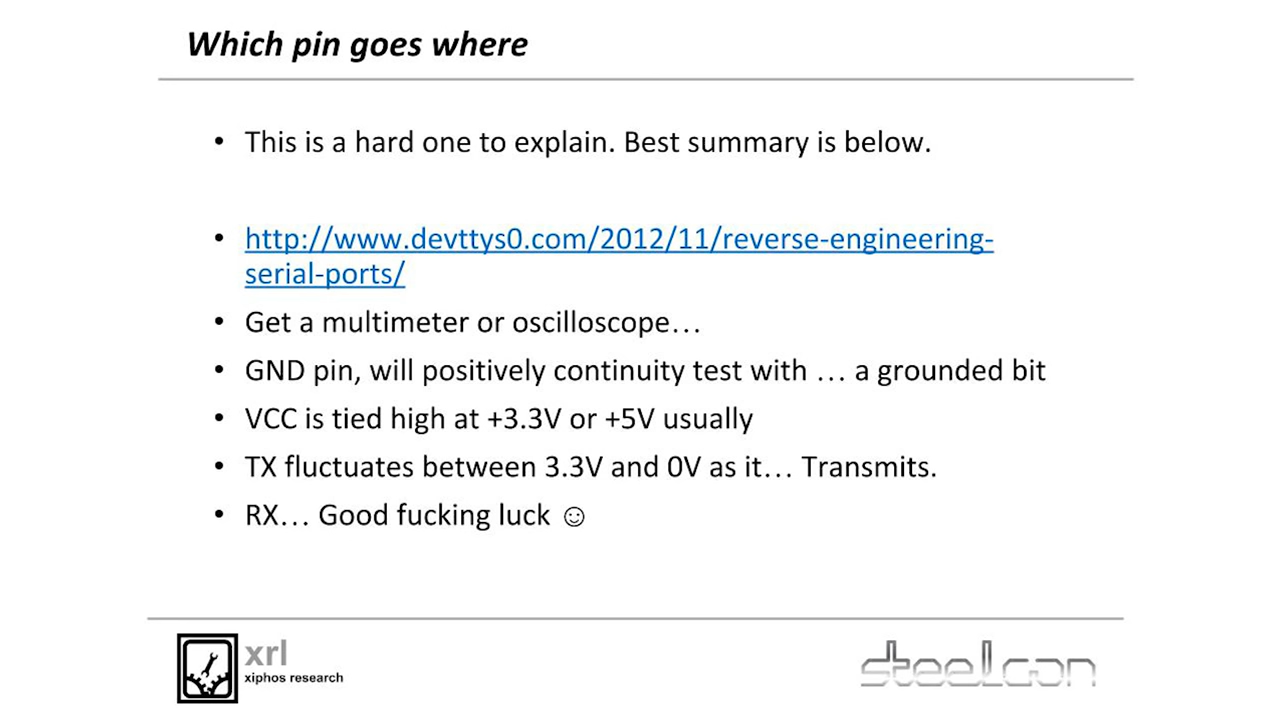 Which pin goes where
• This is a hard one to explain. Best summary is below.
• http://www.devttys0.com/2012/11/reverse-engineering-
serial-ports/
• Get a multimeter or oscilloscope…
• GND pin, will positively continuity test with … a grounded bit
• VCC is tied high at +3.3V or +5V usually
• TX fluctuates between 3.3V and 0V as it… Transmits.
• RX… Good fucking luck ☺
xrl
xiphos research
steelcon